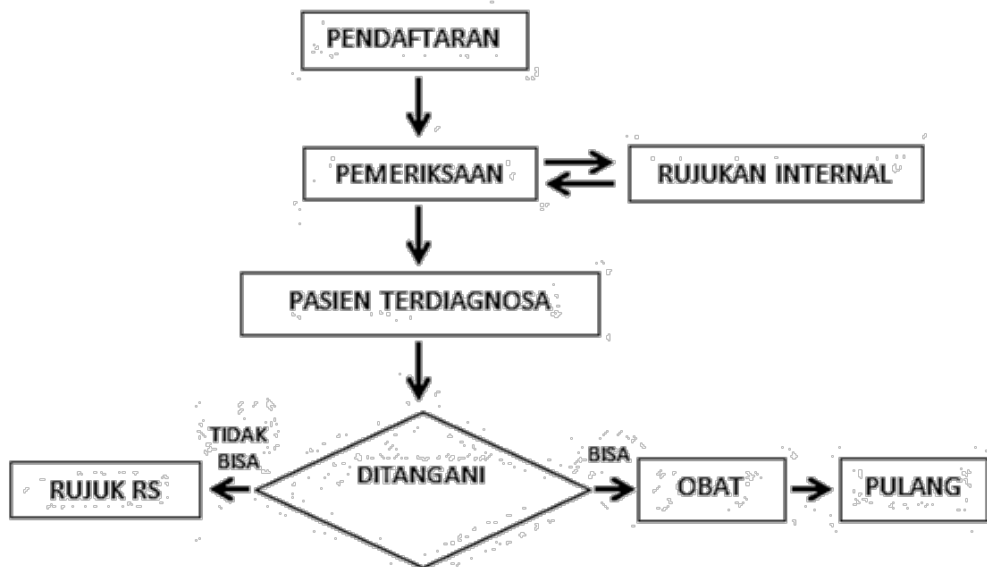 PENDAFTARAN
PEMERIKSAAN
RUJUKAN INTERNAL
PASIEN TERDIAGNOSA
TIDAK
BISA
DITANGANI
BISA
RUJUK RS
OBAT
PULANG